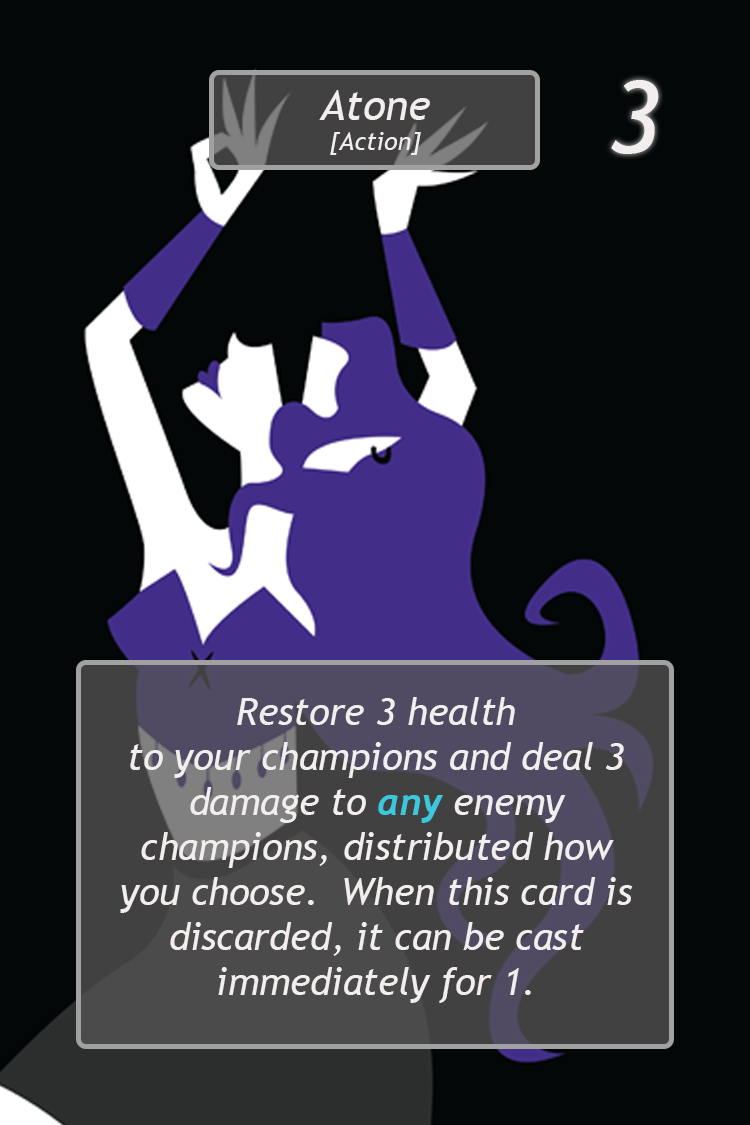 Atone
3
[Action]
Restore 3 health
to your champions and deal 3
damage to any enemy
champions, distributed how
you choose.  When this card is
discarded, it can be cast
immediately for 1.